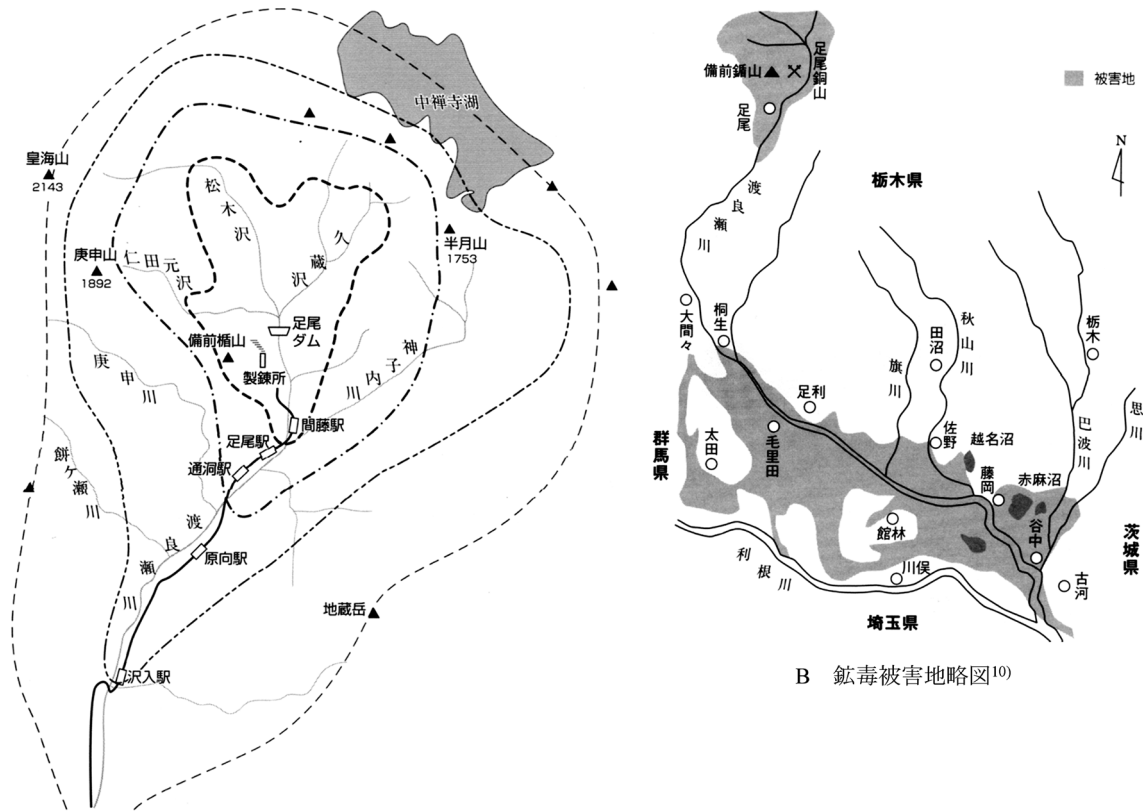 中禅寺湖
皇海山
2143
庚申山
1892
松木沢
仁田元沢
久蔵沢
半月山
1753
足尾
ダム
備前楯山
製錬所
神子内川
庚申川
間藤駅
足尾駅
通洞駅
餅ヶ瀬川
渡良瀬川
原向駅
地蔵岳
沢入駅
足尾銅山
備前鍎山
足尾
被害地
N
栃木県
渡良瀬川
大間々
桐生
秋山川
田沼
栃木
旗川
思川
足利
巴波川
群馬県
太田
毛里田
佐野
越名沼
藤岡
赤麻沼
館林
谷中
茨城県
利根川
川俣
古河
埼玉県
B 鉱毒被害地略図10)